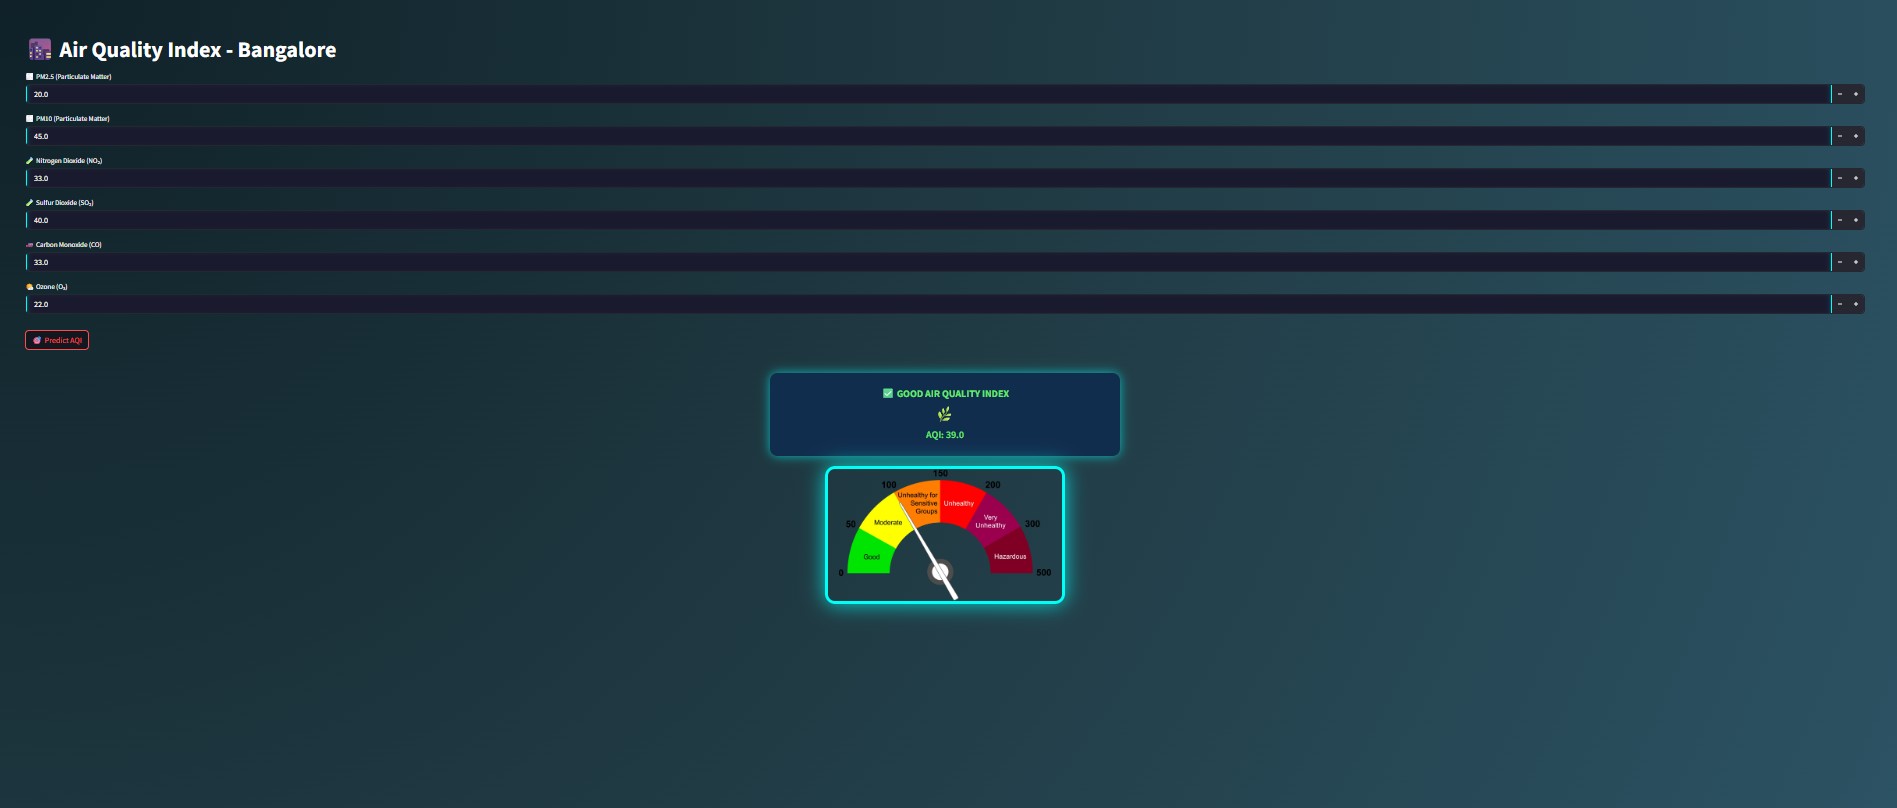 Air Quality Index - Bangalore
PM2.5 (Particulate Matter)
20.0
PM10 (Particulate Matter)
45.0
Nitrogen Dioxide (NO₂)
33.0
Sulfur Dioxide (SO₂)
40.0
Carbon Monoxide (CO)
33.0
Ozone (O₃)
22.0
Predict AQI
GOOD AIR QUALITY INDEX
AQI: 39.0
0
50
100
150
200
300
500
Good
Moderate
Unhealthy for
Sensitive
Groups
Unhealthy
Very
Unhealthy
Hazardous